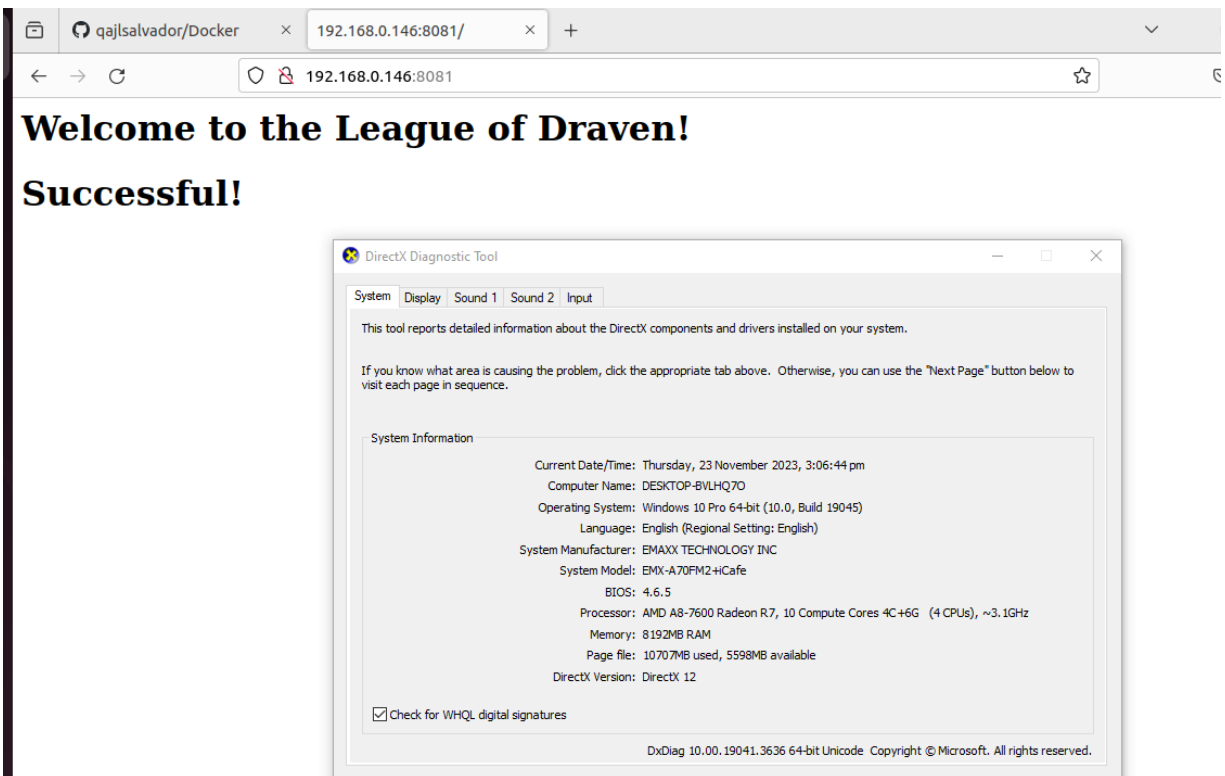 qajlsalvador/Docker
192.168.0.146:8081/
192.168.0.146:8081
Welcome to the League of Draven!
Successful!
DirectX Diagnostic Tool
System Display Sound 1 Sound 2 Input
This tool reports detailed information about the DirectX components and drivers installed on your system.
If you know what area is causing the problem, click the appropriate tab above. Otherwise, you can use the "Next Page" button below to
visit each page in sequence.
System Information
Current Date/Time: Thursday, 23 November 2023, 3:06:44 pm
Computer Name: DESKTOP-BVLHQ7O
Operating System: Windows 10 Pro 64-bit (10.0, Build 19045)
Language: English (Regional Setting: English)
System Manufacturer: EMAXX TECHNOLOGY INC
System Model: EMX-A70FM2+iCafe
BIOS: 4.6.5
Processor: AMD A8-7600 Radeon R7, 10 Compute Cores 4C+6G (4 CPUs), ~3.1GHz
Memory: 8192MB RAM
Page file: 10707MB used, 5598MB available
DirectX Version: DirectX 12
Check for WHQL digital signatures
DxDiag 10.00.19041.3636 64-bit Unicode Copyright © Microsoft. All rights reserved.